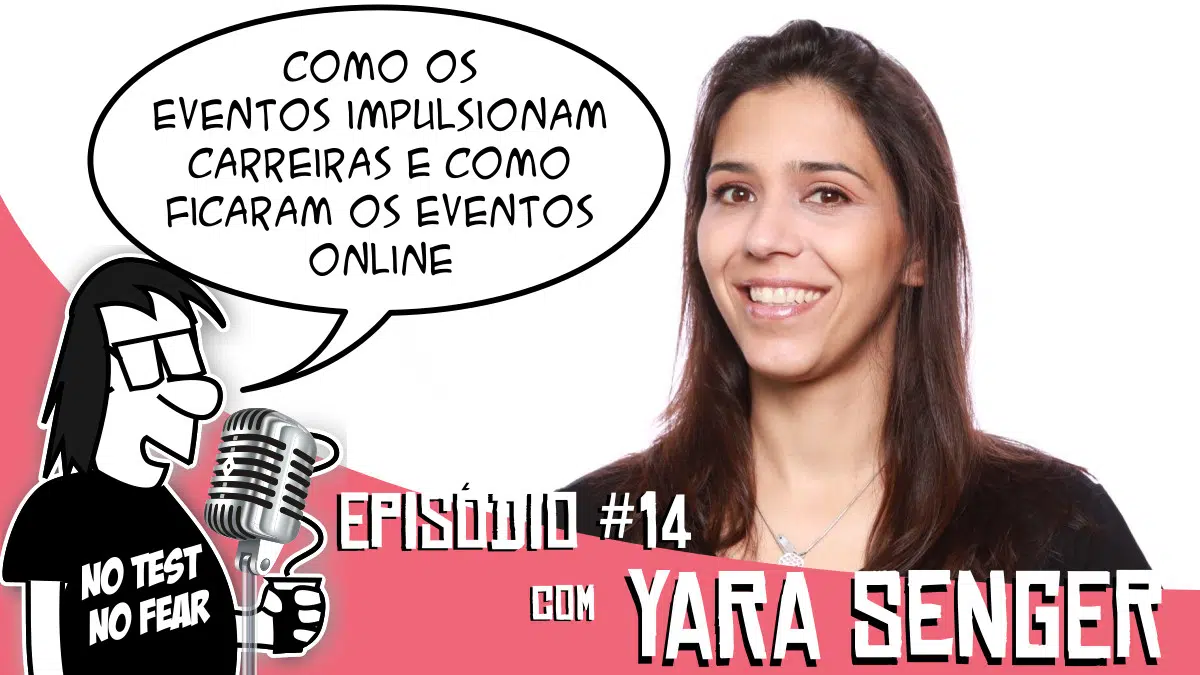 COMO OS
EVENTOS IMPULSIONAM
CARREIRAS E COMO
FICARAM OS EVENTOS
ONLINE
NO TEST
NO FEAR
EPISÓDIO #14
COM YARA SENGER